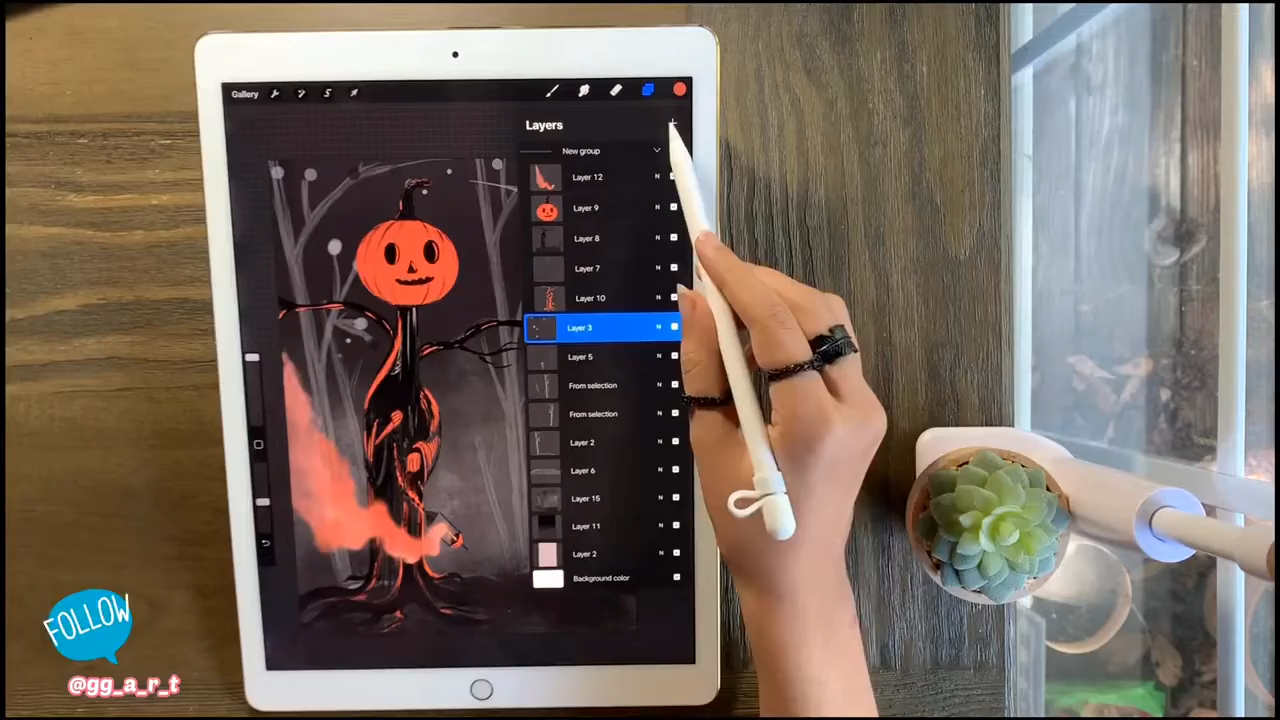 Gallery
Layers
New group
Layer 12 N
Layer 9 N
Layer 8 N
Layer 7 N
Layer 10 N
Layer 3 N
Layer 5 N
From selection N
From selection N
Layer 2 N
Layer 6 N
Layer 15 N
Layer 11 N
Layer 2 N
Background color
FOLLOW
@gg_a_r_t